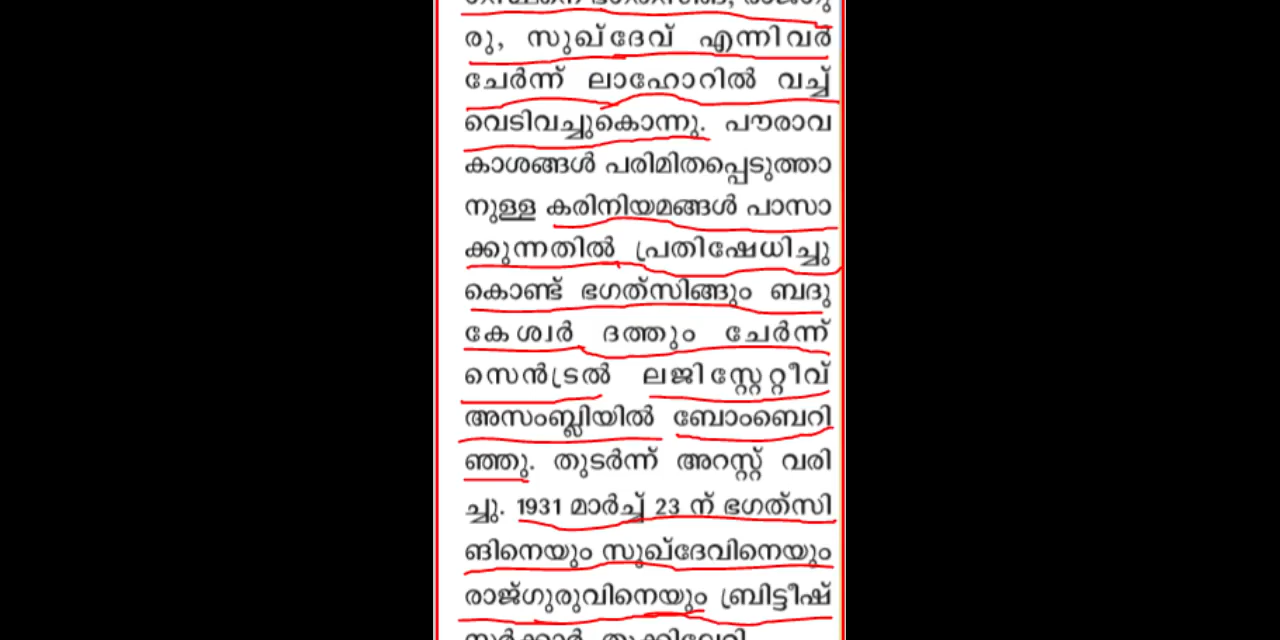 രു, സുഖ്ദേവ് എന്നിവർ
ചേർന്ന് ലാഹോറിൽ വച്ച്
വെടിവച്ചുകൊന്നു. പൗരാവ
കാശങ്ങൾ പരിമിതപ്പെടുത്താ
നുള്ള കരിനിയമങ്ങൾ പാസാ
ക്കുന്നതിൽ പ്രതിഷേധിച്ചു
കൊണ്ട് ഭഗത്സിങ്ങും ബദു
കേശ്വർ ദത്തും ചേർന്ന്
സെൻട്രൽ ലജിസ്റ്റേറ്റീവ്
അസംബ്ലിയിൽ ബോംബെറി
ഞ്ഞു. തുടർന്ന് അറസ്റ്റ് വരി
ച്ചു. 1931 മാർച്ച് 23 ന് ഭഗത്സി
ങിനെയും സുഖ്ദേവിനെയും
രാജ്ഗുരുവിനെയും ബ്രിട്ടീഷ്